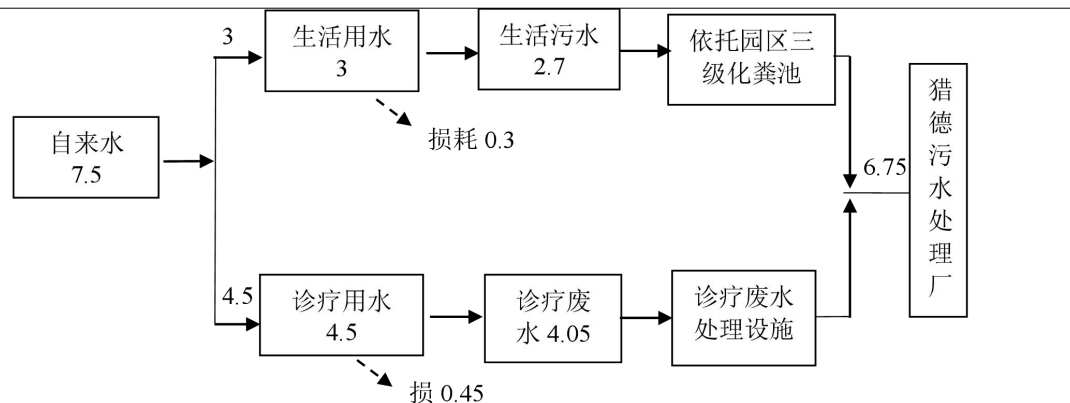 3
生活用水
3
生活污水
2.7
依托园区三
级化粪池
猎
德
污
水
处
理
厂
自来水
7.5
损耗 0.3
6.75
4.5
诊疗用水
4.5
诊疗废
水 4.05
诊疗废水
处理设施
损 0.45